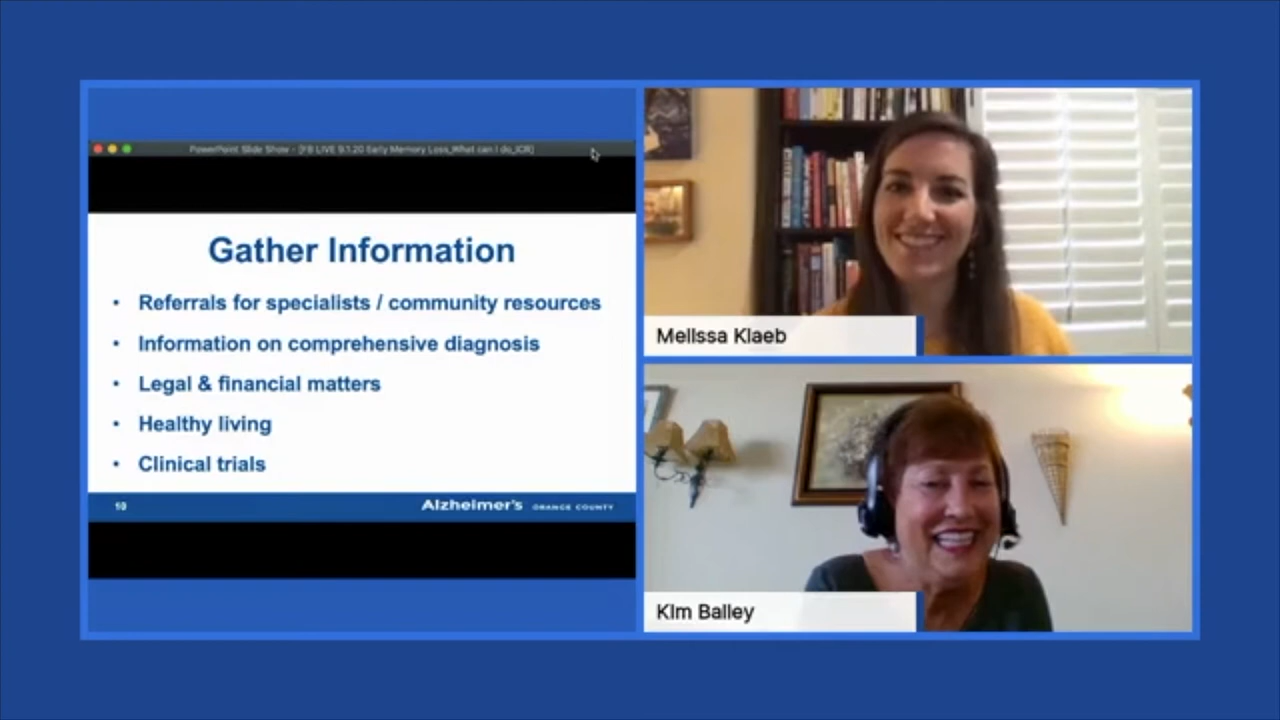 PowerPoint Slide Show - [FB LIVE 9.1.20 Early Memory Loss_What can I do_ICR]
Gather Information
• Referrals for specialists / community resources
• Information on comprehensive diagnosis
• Legal & financial matters
• Healthy living
• Clinical trials
10
Alzheimer's ORANGE COUNTY
Melissa Klaeb
Kim Bailey